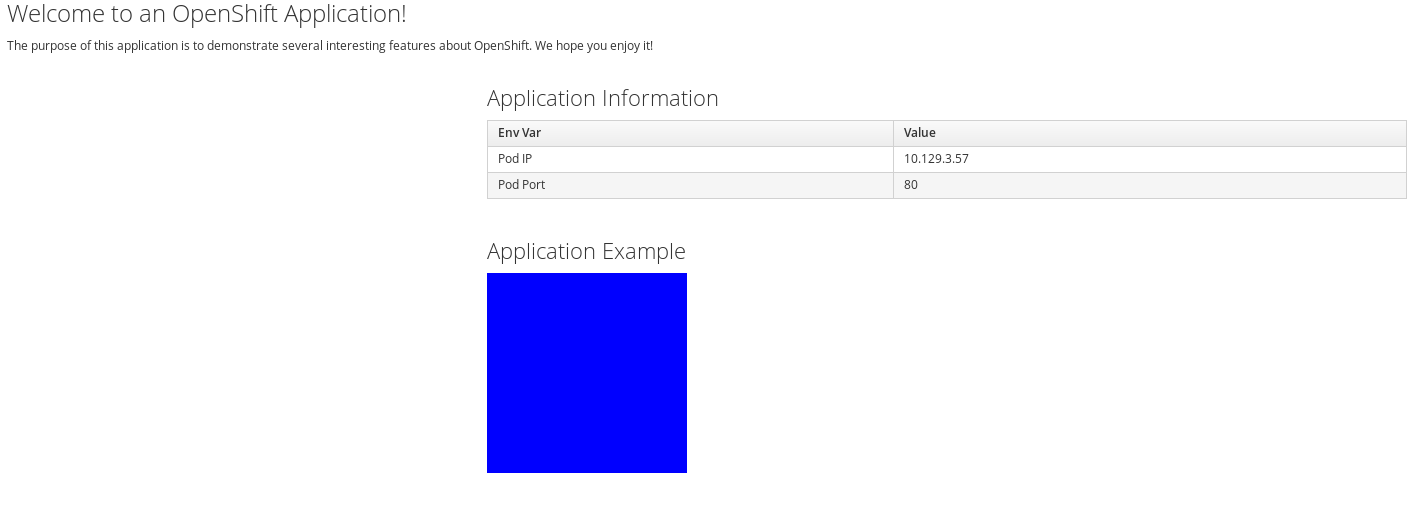 Welcome to an OpenShift Application!
The purpose of this application is to demonstrate several interesting features about OpenShift. We hope you enjoy it!
Application Information
Env Var Value
Pod IP 10.129.3.57
Pod Port 80
Application Example